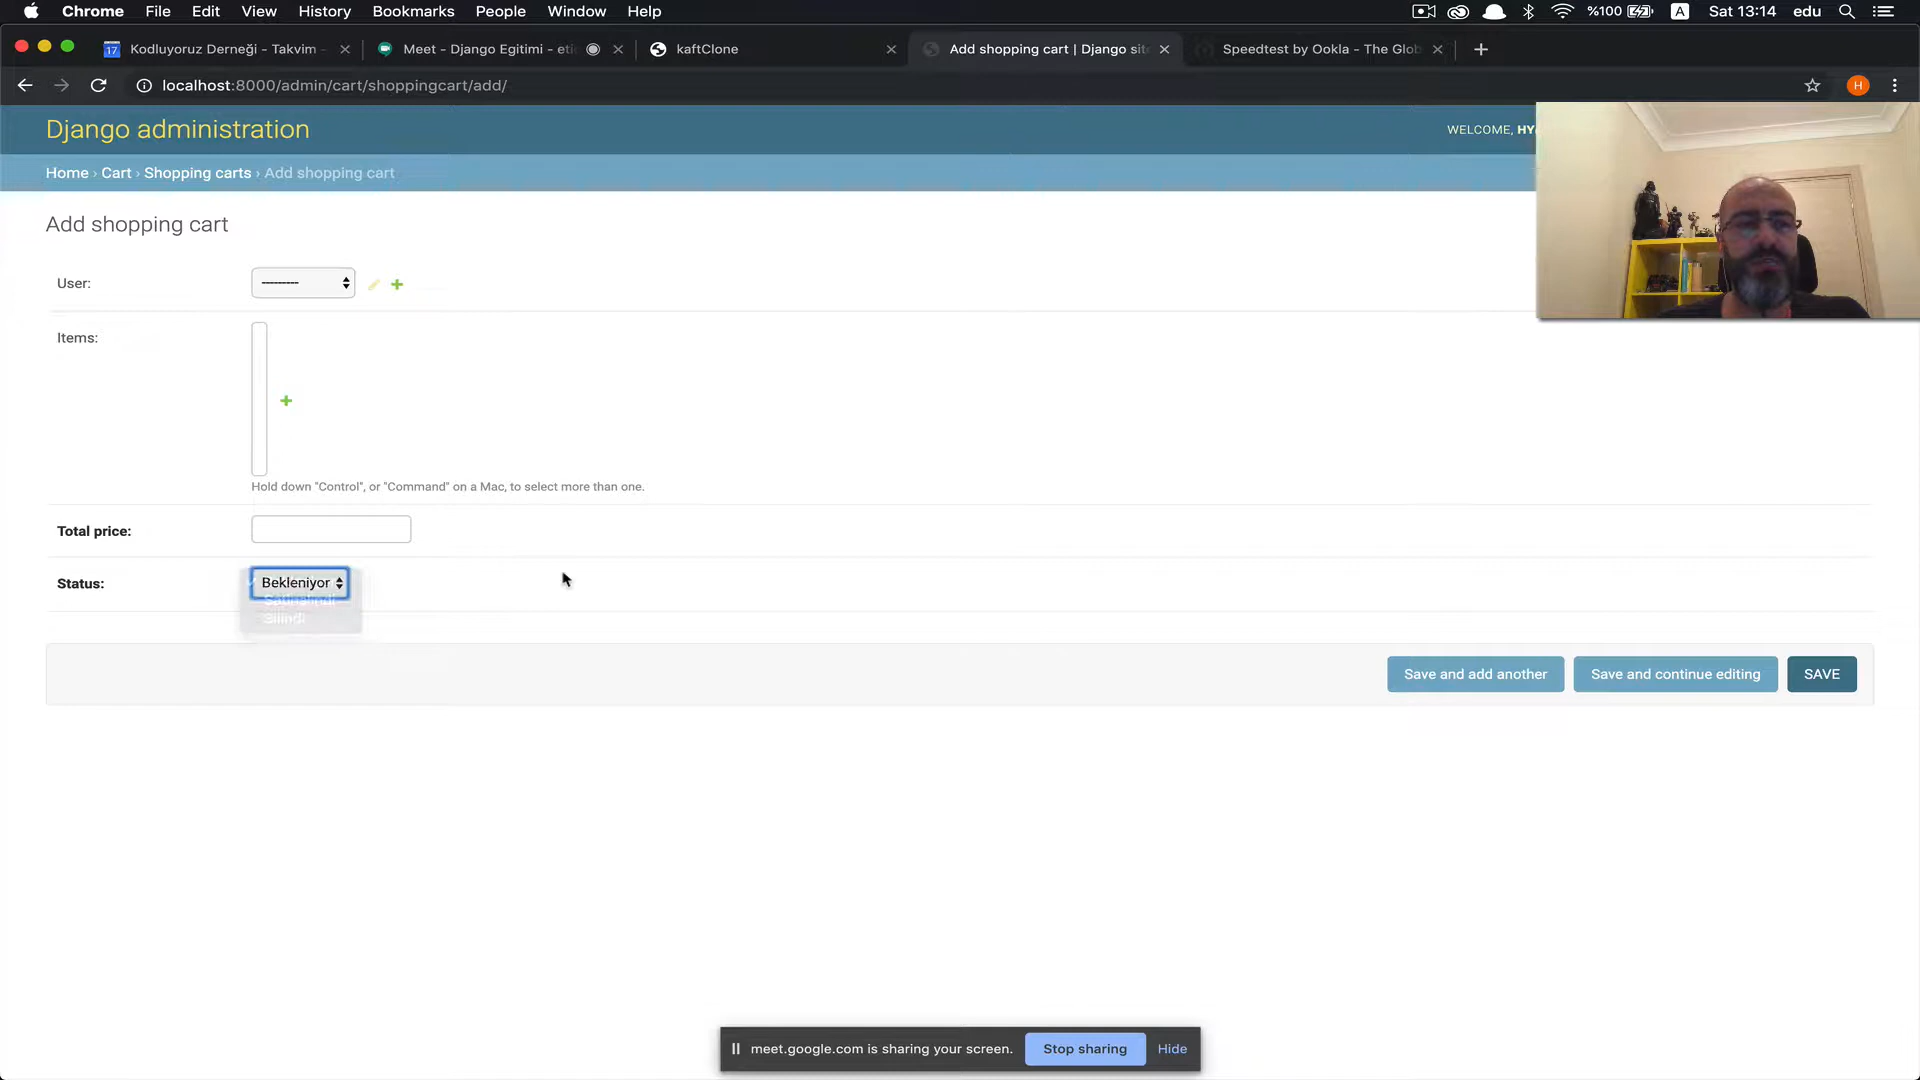 Chrome File Edit View History Bookmarks People Window Help %100 A Sat 13:14 edu
17 Kodluyoruz Derneği - Takvim - Meet - Django Egitimi - eti kaftClone Add shopping cart | Django sit Speedtest by Ookla - The Glob
localhost:8000/admin/cart/shoppingcart/add/ H
Django administration
WELCOME, HY
Home › Cart › Shopping carts › Add shopping cart
Add shopping cart
User: ---------
Items:
Hold down "Control", or "Command" on a Mac, to select more than one.
Total price:
Status: Bekleniyor
Silindi
Save and add another Save and continue editing SAVE
meet.google.com is sharing your screen. Stop sharing Hide